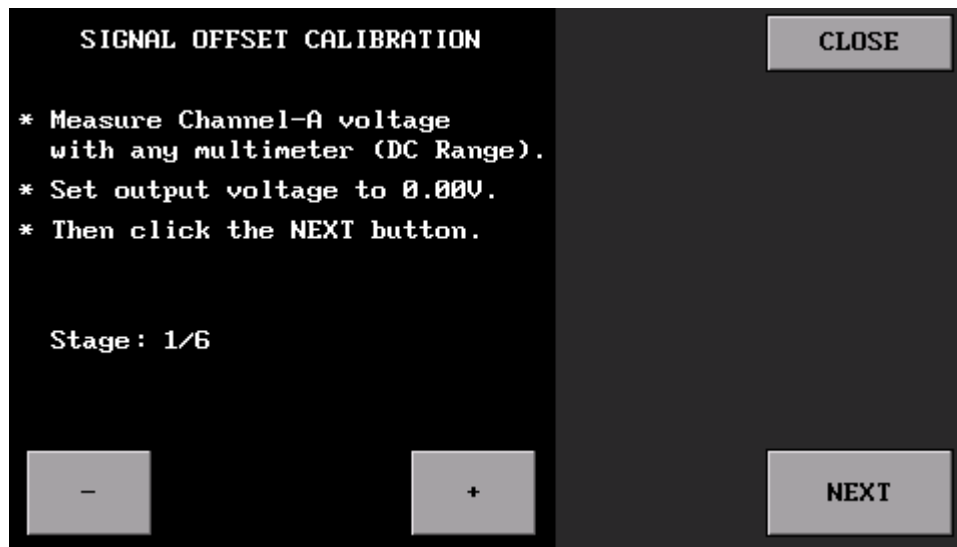 SIGNAL OFFSET CALIBRATION
CLOSE
* Measure Channel-A voltage
with any multimeter (DC Range).
* Set output voltage to 0.00V.
* Then click the NEXT button.
Stage: 1/6
-
+
NEXT